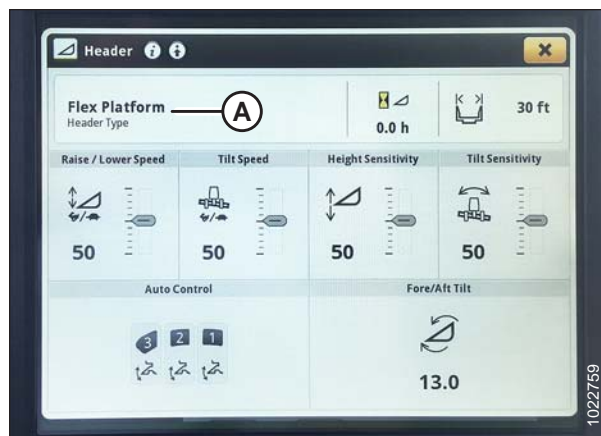 Header
Flex Platform
Header Type
A
0.0 h
30 ft
Raise / Lower Speed
Tilt Speed
Height Sensitivity
Tilt Sensitivity
50
50
50
50
Auto Control
Fore/Aft Tilt
3 2 1
13.0
1022759